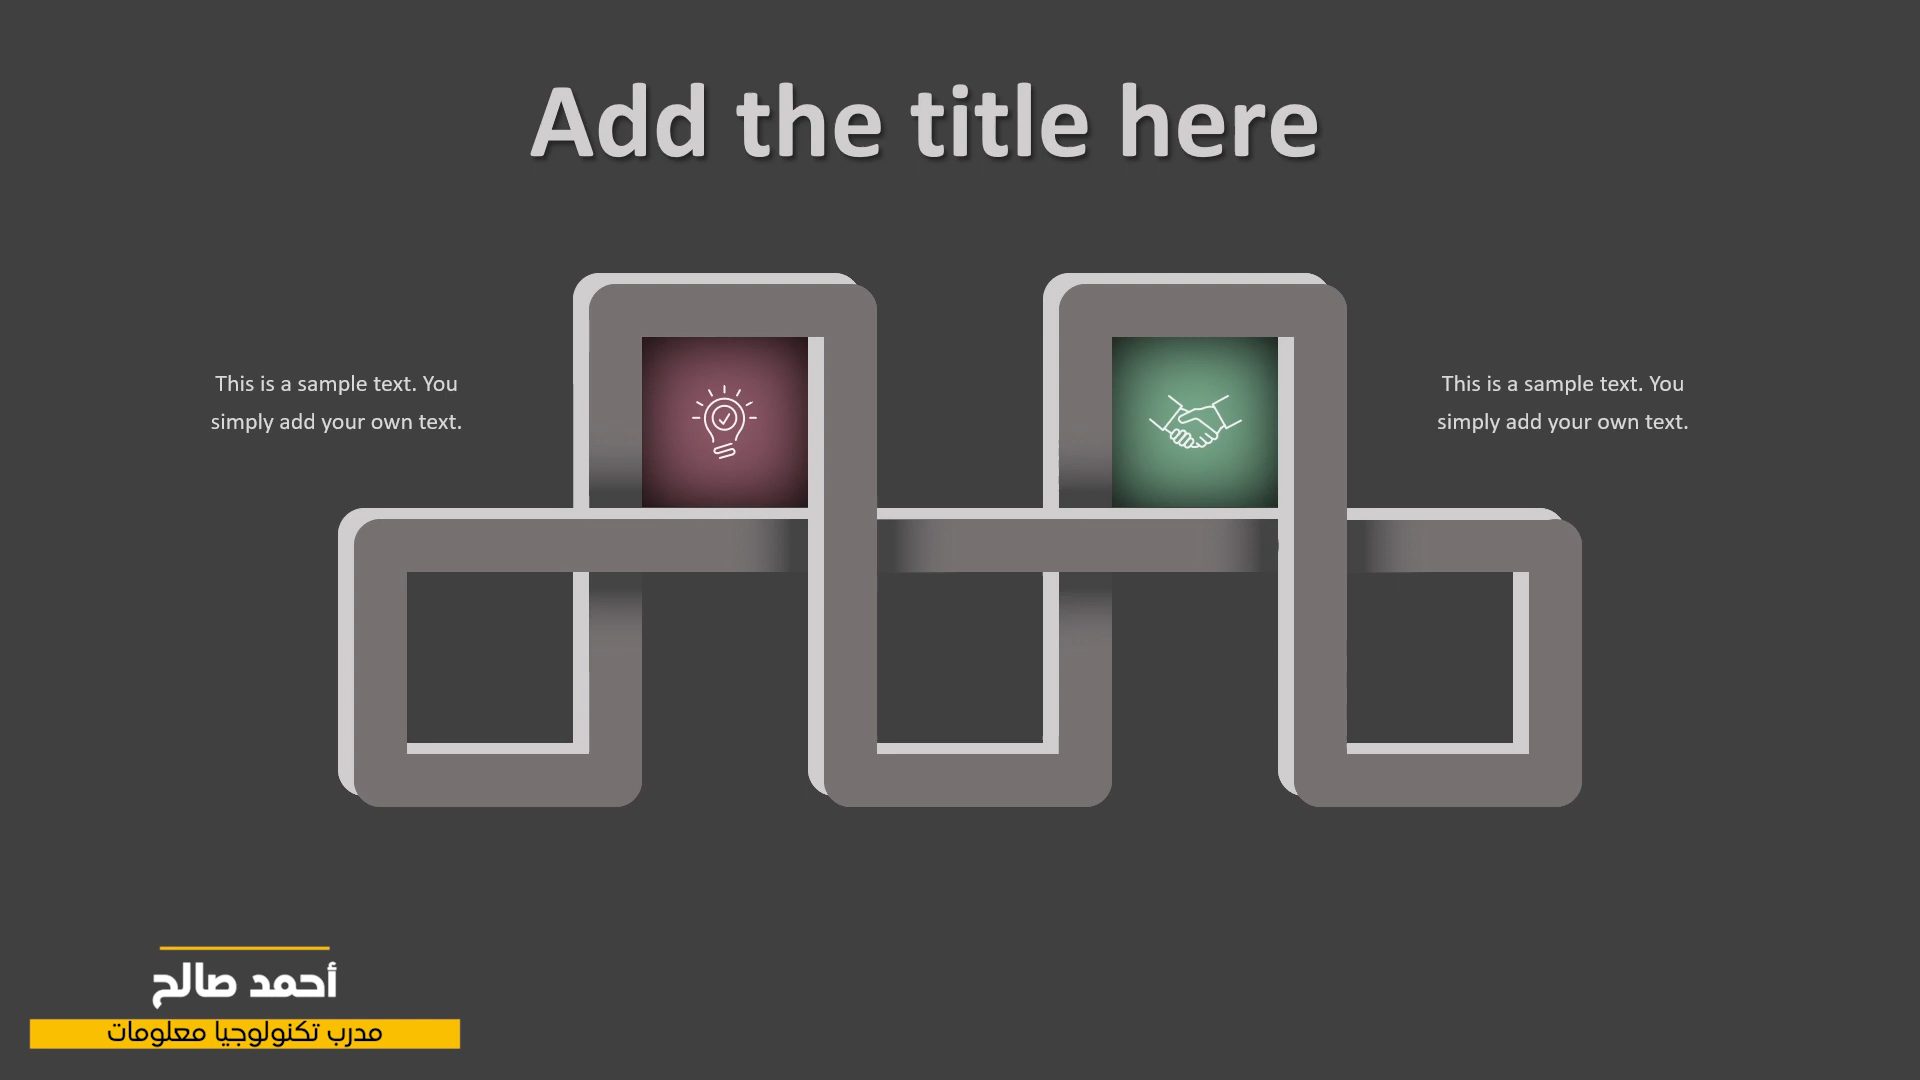 Add the title here
This is a sample text. You
simply add your own text.
This is a sample text. You
simply add your own text.
أحمد صالح
مدرب تكنولوجيا معلومات